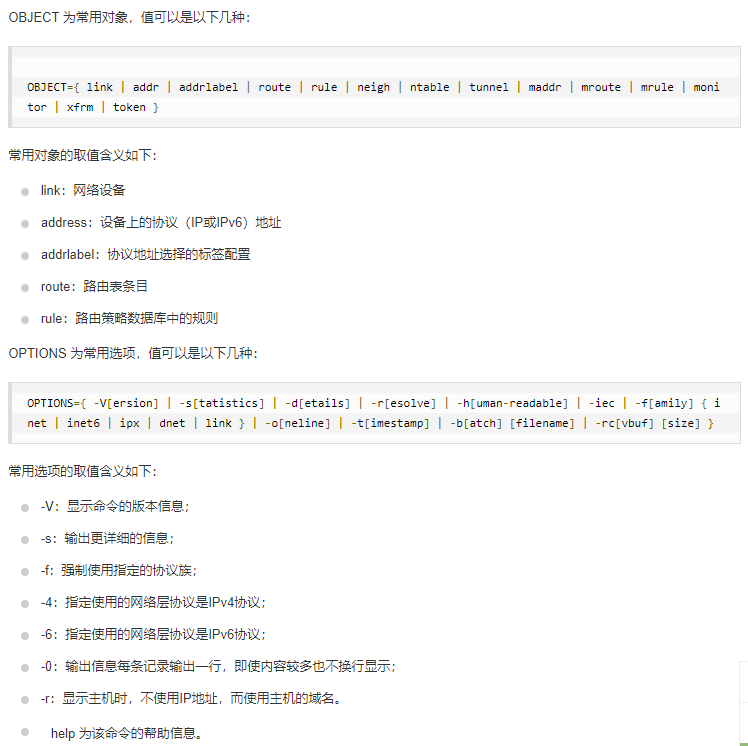 OBJECT 为常用对象，值可以是以下几种：
OBJECT={ link | addr | addrlabel | route | rule | neigh | ntable | tunnel | maddr | mroute | mrule | moni
tor | xfrm | token }
常用对象的取值含义如下：
link：网络设备
address：设备上的协议（IP或IPv6）地址
addrlabel：协议地址选择的标签配置
route：路由表条目
rule：路由策略数据库中的规则
OPTIONS 为常用选项，值可以是以下几种：
OPTIONS={ -V[ersion] | -s[tatistics] | -d[etails] | -r[esolve] | -h[uman-readable] | -iec | -f[amily] { i
net | inet6 | ipx | dnet | link } | -o[neline] | -t[imestamp] | -b[atch] [filename] | -rc[vbuf] [size] }
常用选项的取值含义如下：
-V：显示命令的版本信息；
-s：输出更详细的信息；
-f：强制使用指定的协议族；
-4：指定使用的网络层协议是IPv4协议；
-6：指定使用的网络层协议是IPv6协议；
-0：输出信息每条记录输出一行，即使内容较多也不换行显示；
-r：显示主机时，不使用IP地址，而使用主机的域名。
help 为该命令的帮助信息。